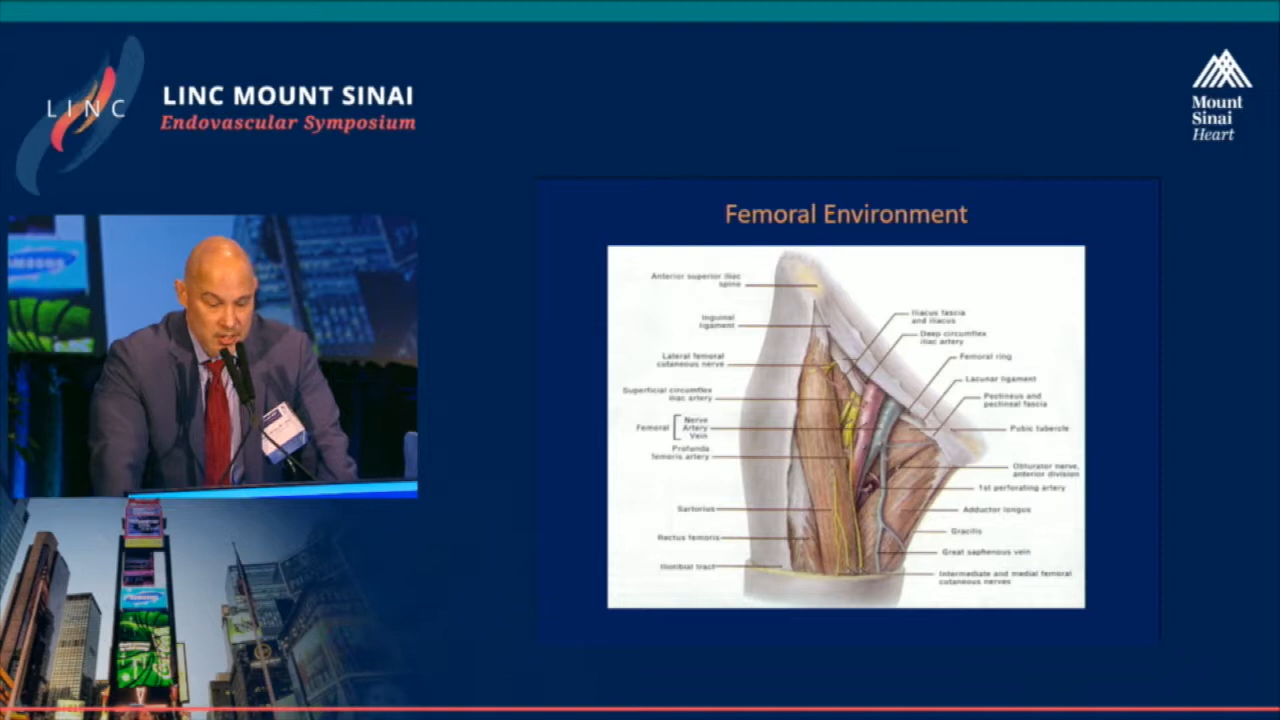 LINC
LINC MOUNT SINAI
Endovascular Symposium
Mount
Sinai
Heart
Femoral Environment
Anterior superior iliac
spine
Inguinal
ligament
Lateral femoral
cutaneous nerve
Superficial circumflex
iliac artery
Femoral
Nerve
Artery
Vein
Profunda
femoris artery
Sartorius
Rectus femoris
Iliotibial tract
Iliacus fascia
and iliacus
Deep circumflex
iliac artery
Femoral ring
Lacunar ligament
Pectineus and
pectineal fascia
Pubic tubercle
Obturator nerve,
anterior division
1st perforating artery
Adductor longus
Gracilis
Great saphenous vein
Intermediate and medial femoral
cutaneous nerves